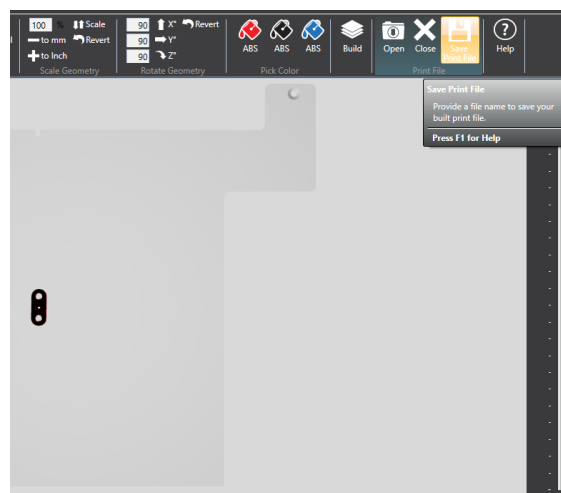 100 % Scale
to mm Revert
to Inch
Scale Geometry
90 X° Revert
90 Y°
90 Z°
Rotate Geometry
ABS ABS ABS
Pick Color
Build
Open Close Save Print File
Print File
Help
Save Print File
Provide a file name to save your
built print file.
Press F1 for Help